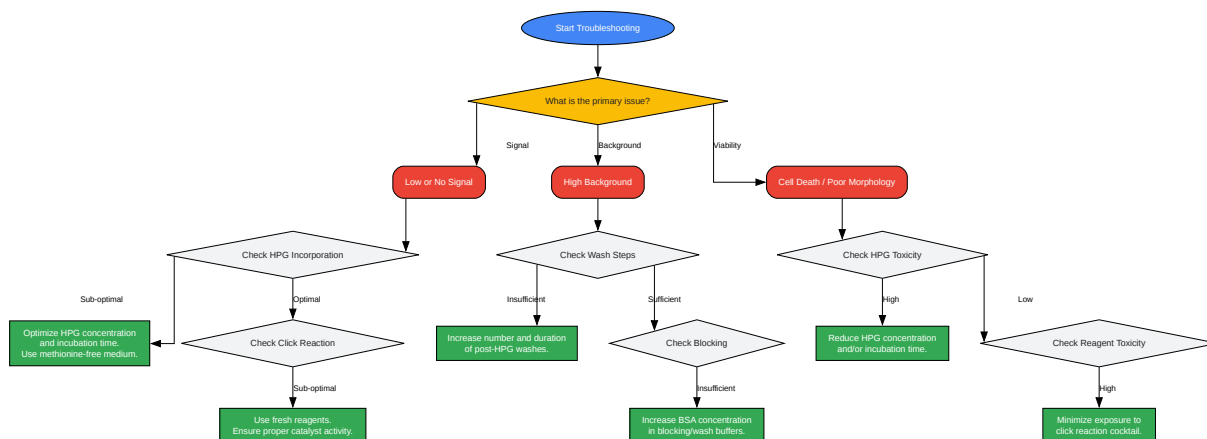 Start Troubleshooting
What is the primary issue?
Signal
Background
Viability
Low or No Signal
High Background
Cell Death / Poor Morphology
Check HPG Incorporation
Check Wash Steps
Check HPG Toxicity
Sub-optimal
Optimal
Insufficient
Sufficient
High
Low
Optimize HPG concentration
and incubation time.
Use methionine-free medium.
Check Click Reaction
Increase number and duration
of post-HPG washes.
Check Blocking
Reduce HPG concentration
and/or incubation time.
Check Reagent Toxicity
Sub-optimal
Insufficient
High
Use fresh reagents.
Ensure proper catalyst activity.
Increase BSA concentration
in blocking/wash buffers.
Minimize exposure to
click reaction cocktail.